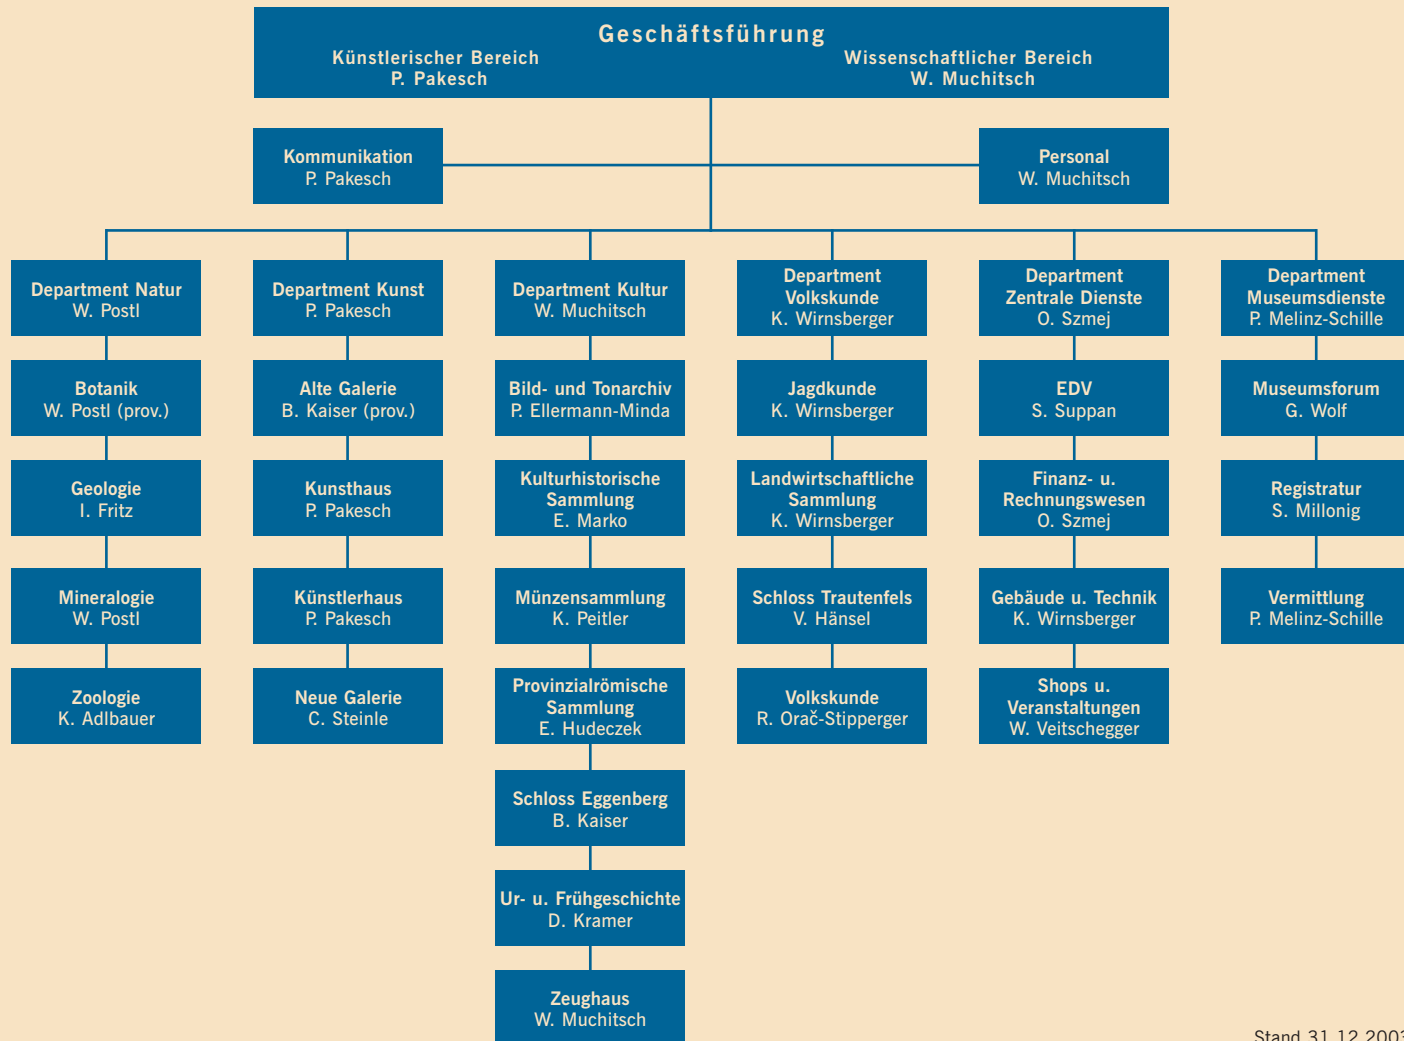 Geschäftsführung
Künstlerischer Bereich
P. Pakesch
Wissenschaftlicher Bereich
W. Muchitsch
Kommunikation
P. Pakesch
Personal
W. Muchitsch
Department Natur
W. Postl
Botanik
W. Postl (prov.)
Geologie
I. Fritz
Mineralogie
W. Postl
Zoologie
K. Adlbauer
Department Kunst
P. Pakesch
Alte Galerie
B. Kaiser (prov.)
Kunsthaus
P. Pakesch
Künstlerhaus
P. Pakesch
Neue Galerie
C. Steinle
Department Kultur
W. Muchitsch
Bild- und Tonarchiv
P. Ellermann-Minda
Kulturhistorische
Sammlung
E. Marko
Münzensammlung
K. Peitler
Provinzialrömische
Sammlung
E. Hudeczek
Schloss Eggenberg
B. Kaiser
Ur- u. Frühgeschichte
D. Kramer
Zeughaus
W. Muchitsch
Department
Volkskunde
K. Wirnsberger
Jagdkunde
K. Wirnsberger
Landwirtschaftliche
Sammlung
K. Wirnsberger
Schloss Trautenfels
V. Hänsel
Volkskunde
R. Orač-Stipperger
Department
Zentrale Dienste
O. Szmej
EDV
S. Suppan
Finanz- u.
Rechnungswesen
O. Szmej
Gebäude u. Technik
K. Wirnsberger
Shops u.
Veranstaltungen
W. Veitschegger
Department
Museumsdienste
P. Melinz-Schille
Museumsforum
G. Wolf
Registratur
S. Millonig
Vermittlung
P. Melinz-Schille
Stand 31.12.2003